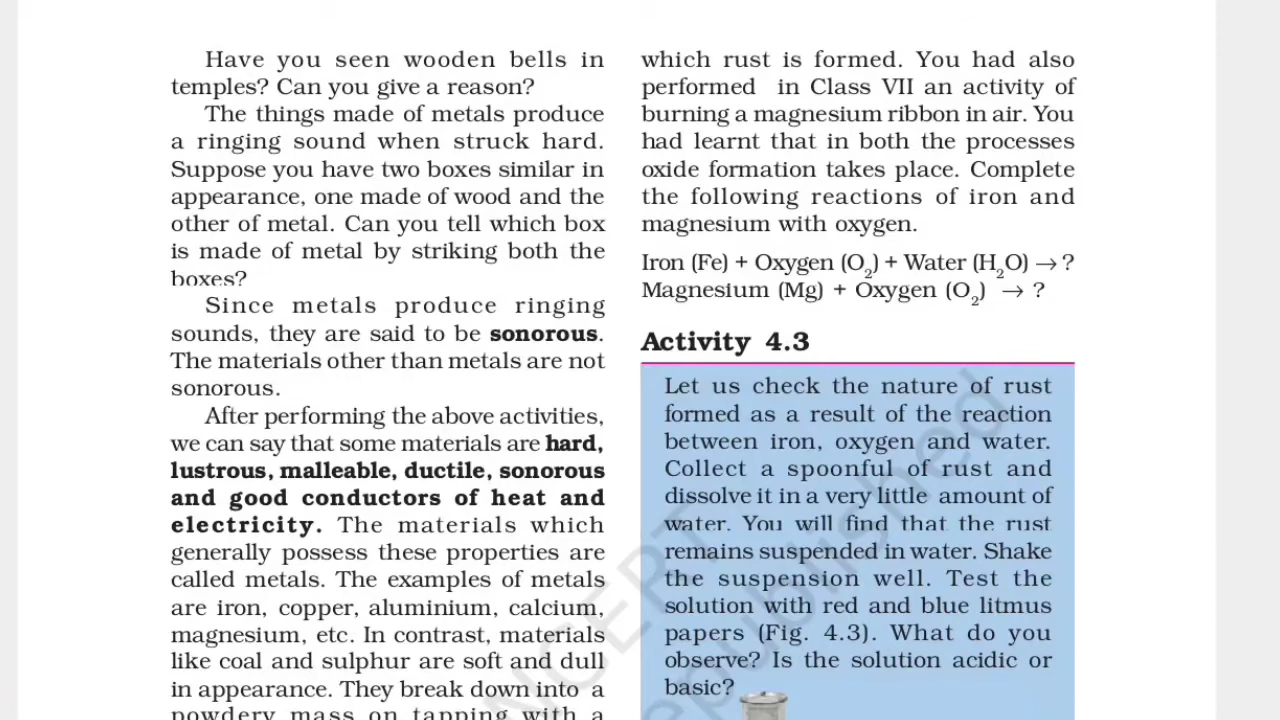 Have you seen wooden bells in
temples? Can you give a reason?
The things made of metals produce
a ringing sound when struck hard.
Suppose you have two boxes similar in
appearance, one made of wood and the
other of metal. Can you tell which box
is made of metal by striking both the
boxes?
Since metals produce ringing
sounds, they are said to be sonorous.
The materials other than metals are not
sonorous.
After performing the above activities,
we can say that some materials are hard,
lustrous, malleable, ductile, sonorous
and good conductors of heat and
electricity. The materials which
generally possess these properties are
called metals. The examples of metals
are iron, copper, aluminium, calcium,
magnesium, etc. In contrast, materials
like coal and sulphur are soft and dull
in appearance. They break down into a
powdery mass on tapping with a
which rust is formed. You had also
performed in Class VII an activity of
burning a magnesium ribbon in air. You
had learnt that in both the processes
oxide formation takes place. Complete
the following reactions of iron and
magnesium with oxygen.
Iron (Fe) + Oxygen (O₂) + Water (H₂O) → ?
Magnesium (Mg) + Oxygen (O₂) → ?
Activity 4.3
Let us check the nature of rust
formed as a result of the reaction
between iron, oxygen and water.
Collect a spoonful of rust and
dissolve it in a very little amount of
water. You will find that the rust
remains suspended in water. Shake
the suspension well. Test the
solution with red and blue litmus
papers (Fig. 4.3). What do you
observe? Is the solution acidic or
basic?
NCERT
republished